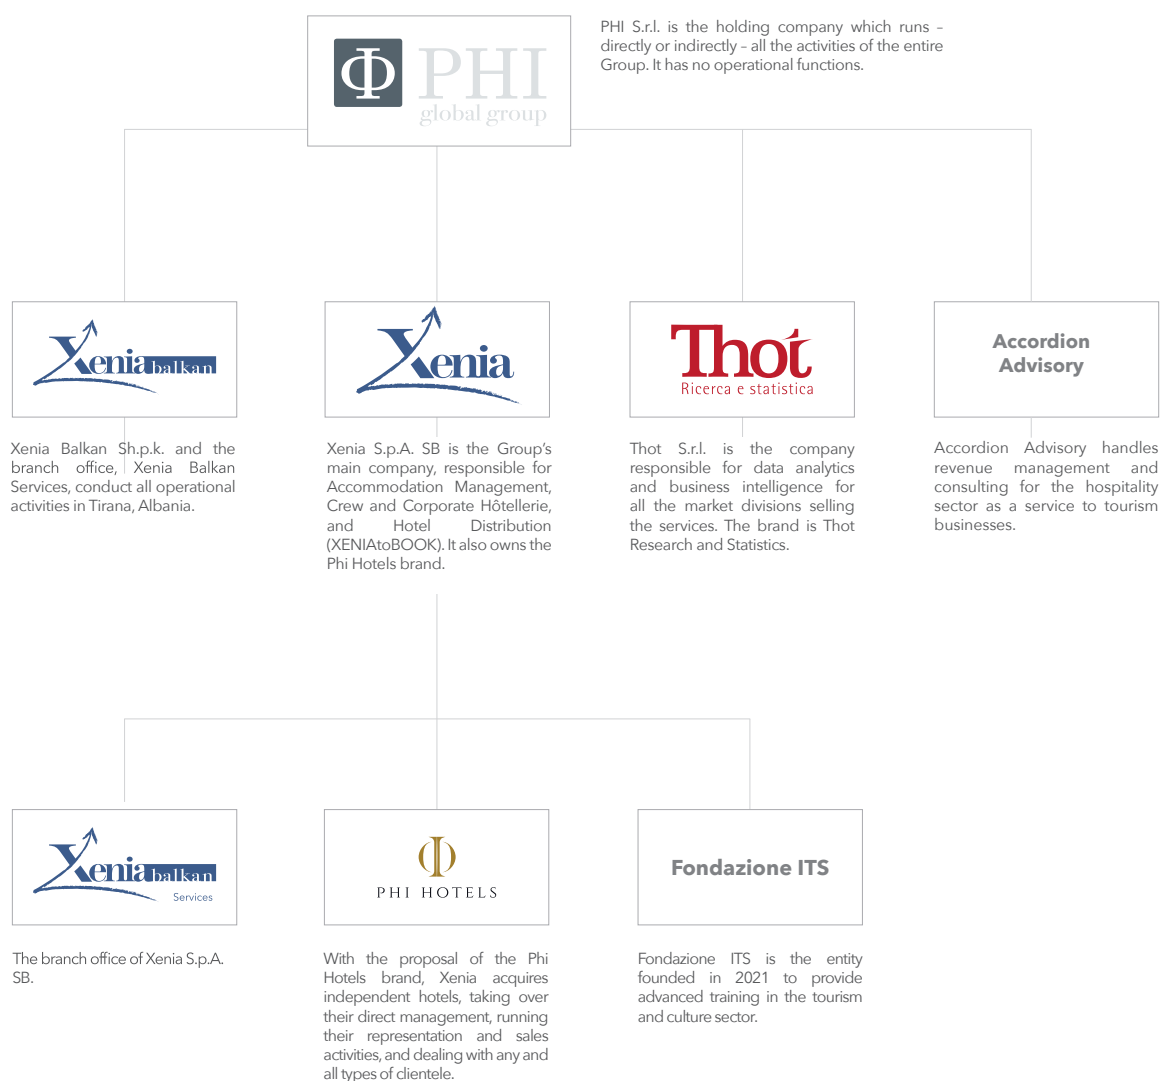 Φ PHI
global group
PHI S.r.l. is the holding company which runs –
directly or indirectly – all the activities of the entire
Group. It has no operational functions.
Xenia balkan
Xenia
Thot
Ricerca e statistica
Accordion
Advisory
Xenia Balkan Sh.p.k. and the
branch office, Xenia Balkan
Services, conduct all operational
activities in Tirana, Albania.
Xenia S.p.A. SB is the Group’s
main company, responsible for
Accommodation Management,
Crew and Corporate Hôtellerie,
and Hotel Distribution
(XENIAtoBOOK). It also owns the
Phi Hotels brand.
Thot S.r.l. is the company
responsible for data analytics
and business intelligence for
all the market divisions selling
the services. The brand is Thot
Research and Statistics.
Accordion Advisory handles
revenue management and
consulting for the hospitality
sector as a service to tourism
businesses.
Xenia balkan
Services
Φ
PHI HOTELS
Fondazione ITS
The branch office of Xenia S.p.A.
SB.
With the proposal of the Phi
Hotels brand, Xenia acquires
independent hotels, taking over
their direct management, running
their representation and sales
activities, and dealing with any and
all types of clientele.
Fondazione ITS is the entity
founded in 2021 to provide
advanced training in the tourism
and culture sector.